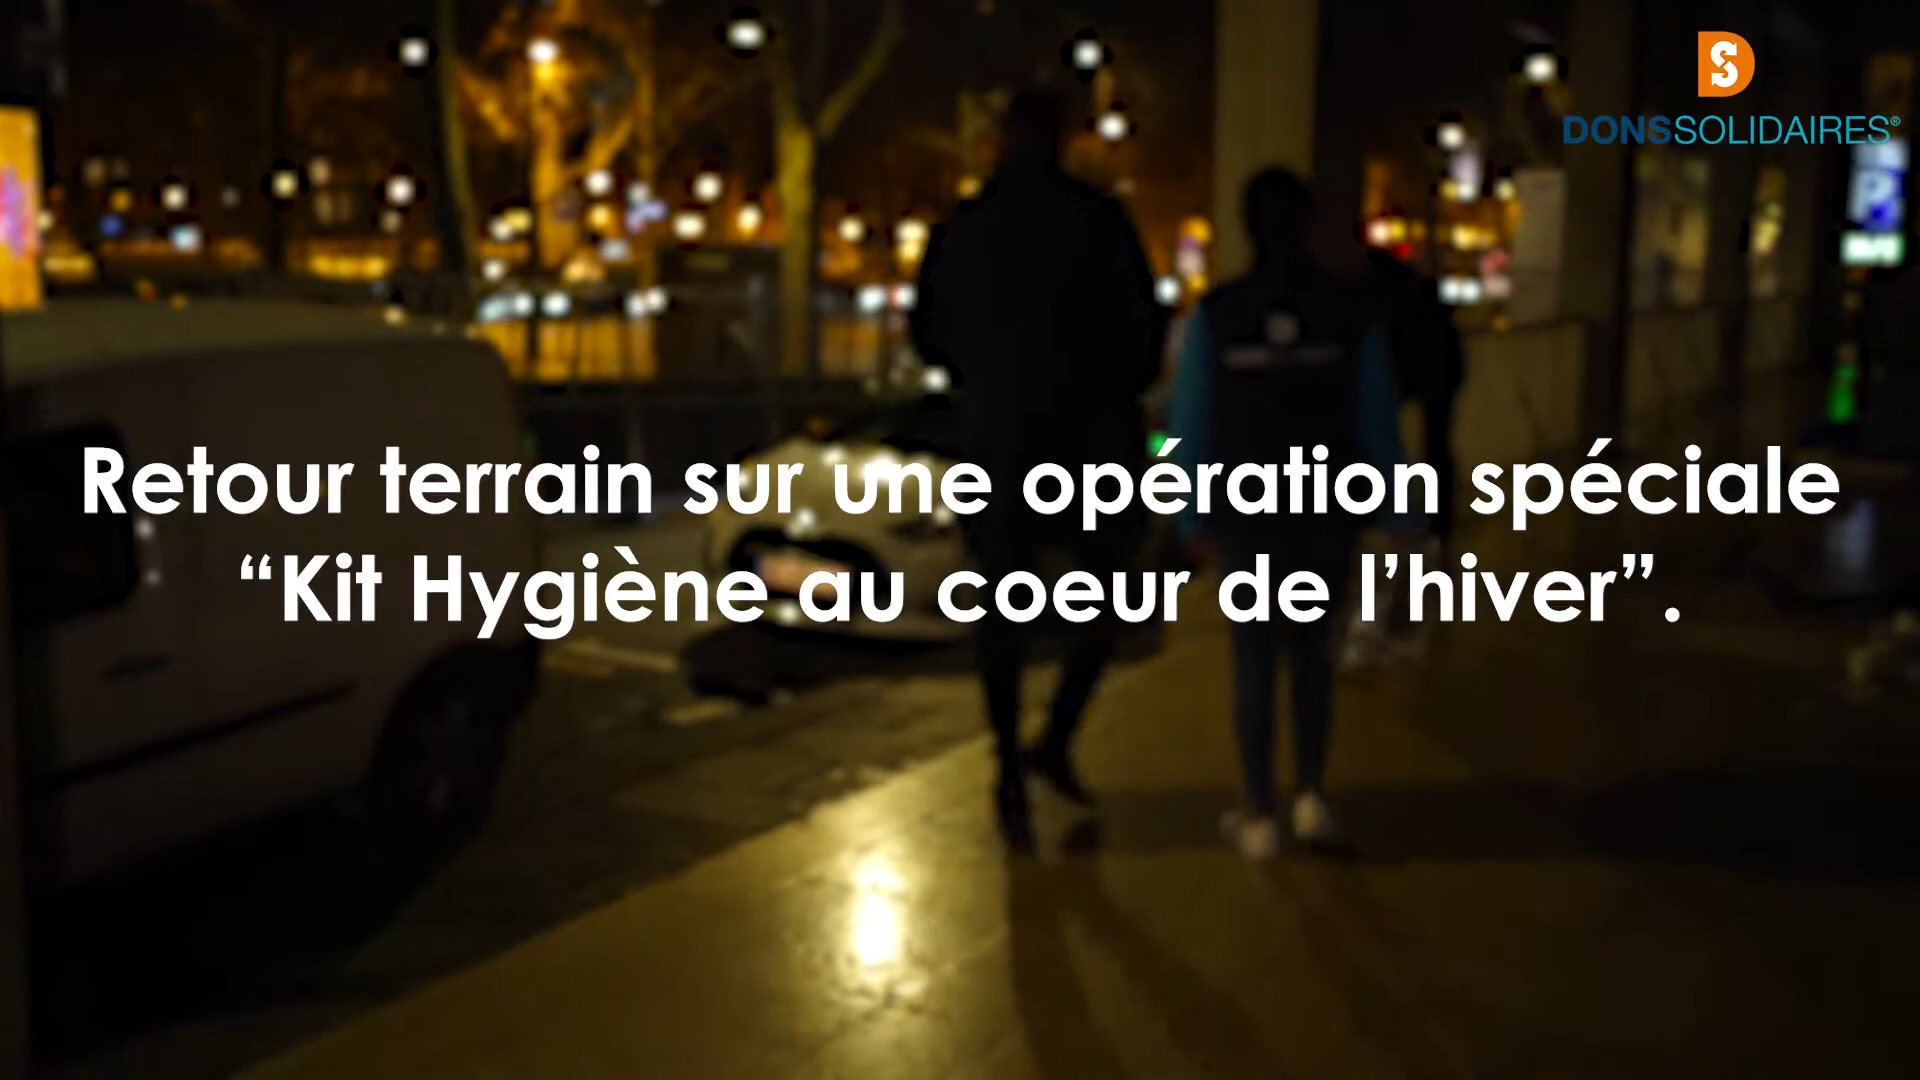 DONSSOLIDAIRES®
Retour terrain sur une opération spéciale
“Kit Hygiène au coeur de l’hiver”.